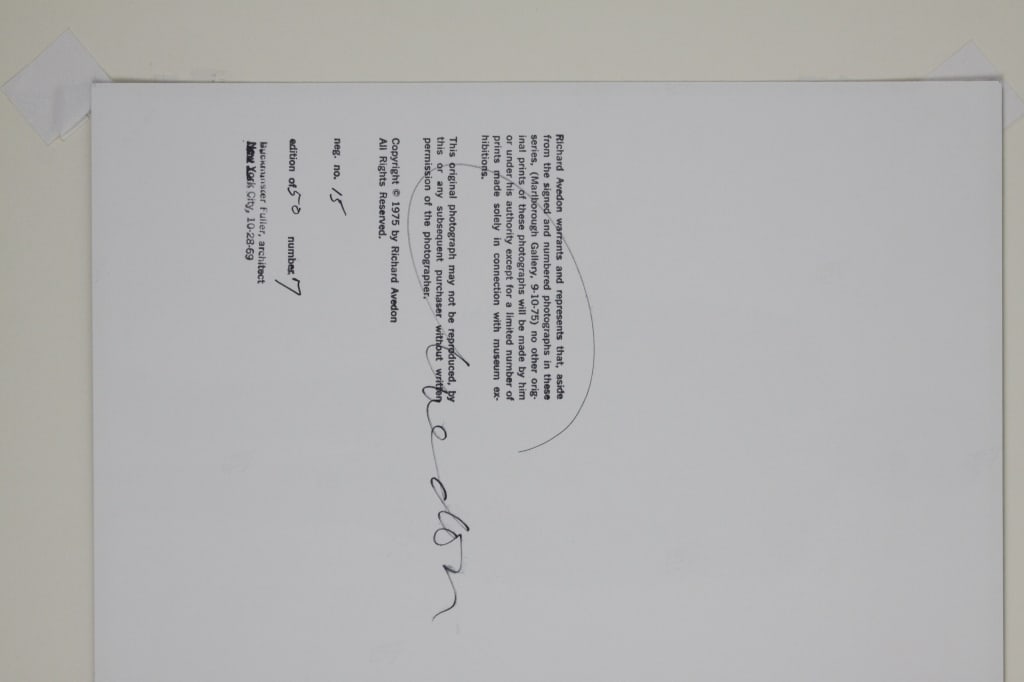 Richard Avedon warrants and represents that, aside
from the signed and numbered photographs in these
series, (Marlborough Gallery, 9-10-75) no other orig-
inal prints of these photographs will be made by him
or under his authority except for a limited number of
prints made solely in connection with museum ex-
hibitions.
This original photograph may not be reproduced, by
this or any subsequent purchaser without written
permission of the photographer.
Avedon
Copyright © 1975 by Richard Avedon
All Rights Reserved.
neg. no. 15
edition of 50 number 7
Buckminster Fuller, architect
New York City, 10-28-69